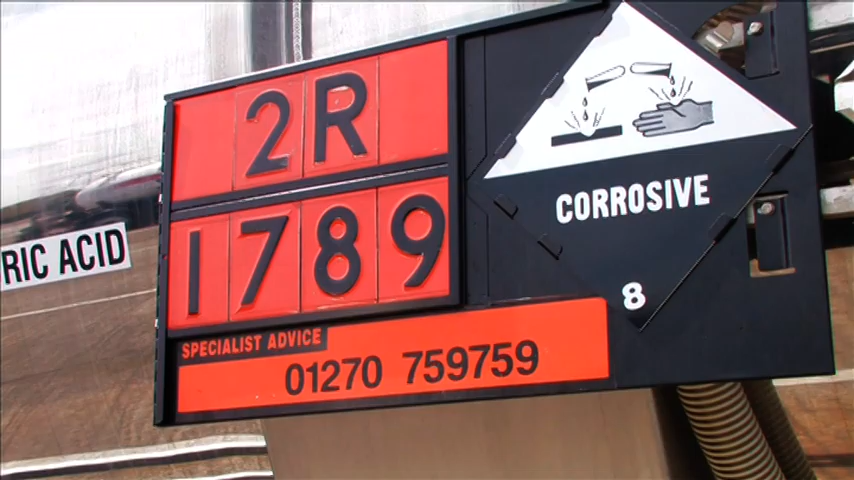 2R
1789
RIC ACID
CORROSIVE
8
SPECIALIST ADVICE
01270 759759